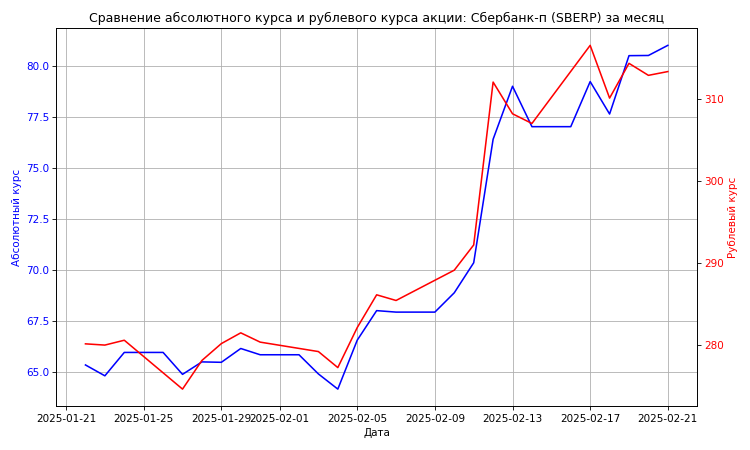 Сравнение абсолютного курса и рублевого курса акции: Сбербанк-п (SBERP) за месяц
80.0
77.5
75.0
72.5
70.0
67.5
65.0
Абсолютный курс
310
300
290
280
Рублевый курс
2025-01-21 2025-01-25 2025-01-29 2025-02-01 2025-02-05 2025-02-09 2025-02-13 2025-02-17 2025-02-21
Дата